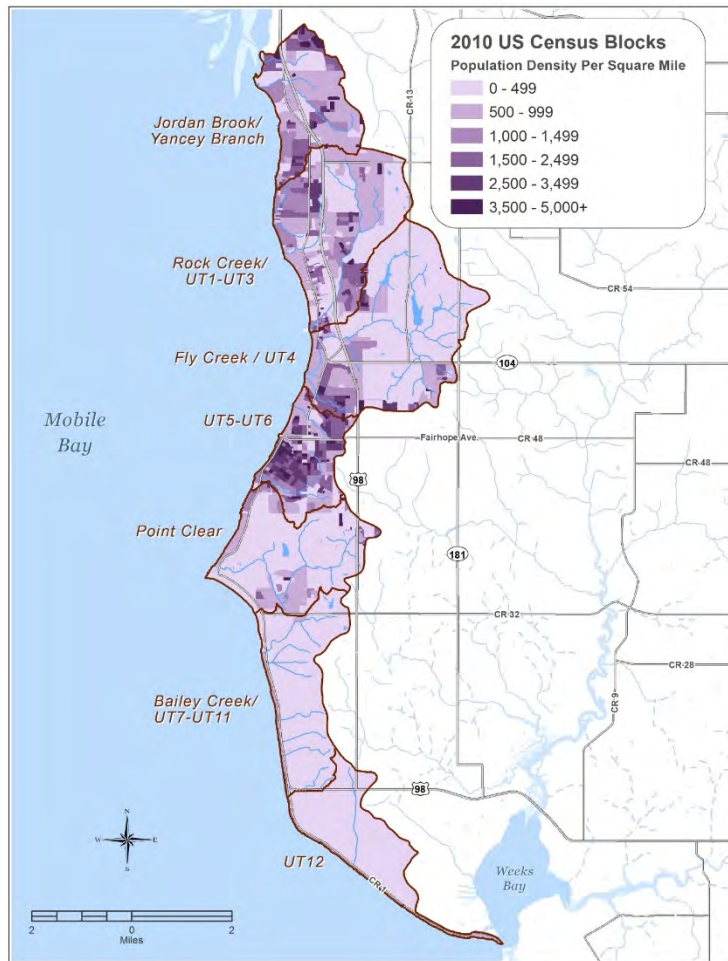 2010 US Census Blocks
Population Density Per Square Mile
0 - 499
500 - 999
1,000 - 1,499
1,500 - 2,499
2,500 - 3,499
3,500 - 5,000+
CR-13
Jordan Brook/
Yancey Branch
Rock Creek/
UT1-UT3
CR 54
Fly Creek / UT4
104
UT5-UT6
Mobile
Bay
Fairhope Ave.
CR 48
CR-48
98
Point Clear
181
CR 32
CR-28
CR-9
Bailey Creek/
UT7-UT11
98
N
W
E
S
UT12
CR-1
Weeks
Bay
2
0
2
Miles